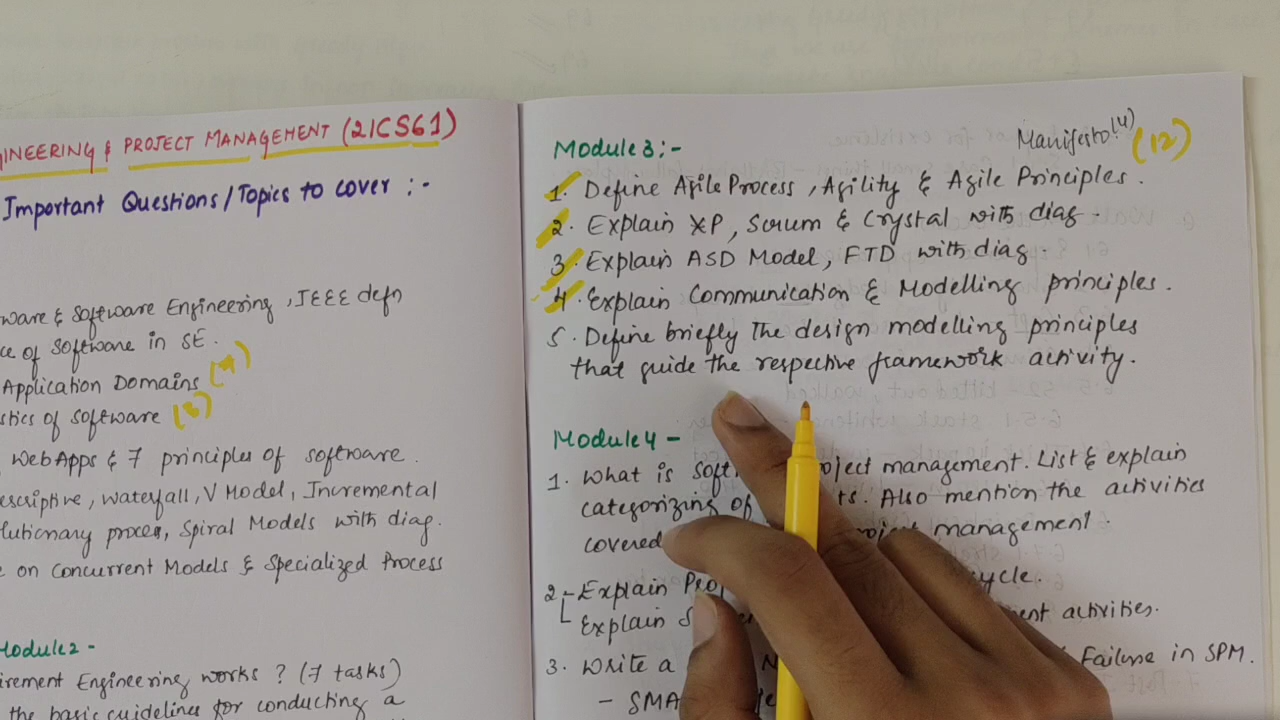 INEERING & PROJECT MANAGEMENT (21CS61)
Important Questions/Topics to cover :-
ware & Software Engineering, IEEE defn
ce of Software in SE.
Application Domains (7)
stics of software (8)
WebApps & 7 principles of software.
escriptive, Waterfall, V Model, Incremental
lutionary proces, Spiral Models with diag.
e on Concurrent Models & Specialized Process
Module 2 -
irement Engineering works ? (7 tasks)
the basic guidelines for conducting a
Module 3 :-
Manifesto (4) (12)
1. Define Agile Process, Agility & Agile Principles.
2. Explain XP, Scrum & Crystal with diag.
3. Explain ASD Model, FTD with diag.
4. Explain Communication & Modelling principles.
5. Define briefly the design modelling principles
that guide the respective framework activity.
Module 4 -
1. What is Soft roject management. List & explain
categorizing of ts. Also mention the activities
covered roject management.
2 - Explain Pro cycle.
Explain S ent activities.
3. Write a Failure in SPM.
- SMA